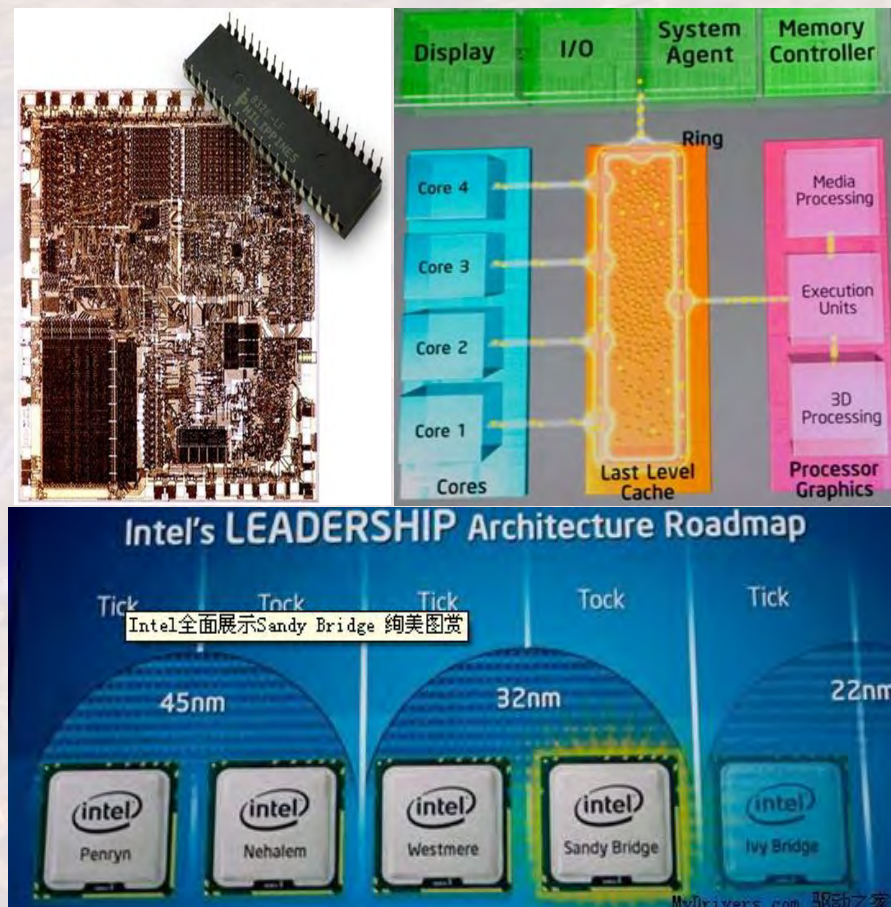 PHILIPPINES
Display
I/O
System
Agent
Memory
Controller
Ring
Core 4
Core 3
Core 2
Core 1
Cores
Last Level
Cache
Media
Processing
Execution
Units
3D
Processing
Processor
Graphics
Intel's LEADERSHIP Architecture Roadmap
Tick
Tock
Tick
Tock
Tick
Intel全面展示Sandy Bridge 绚美图赏
45nm
32nm
22nm
intel
Penryn
intel
Nehalem
intel
Westmere
intel
Sandy Bridge
intel
Ivy Bridge
MyDrivers.com 驱动之家